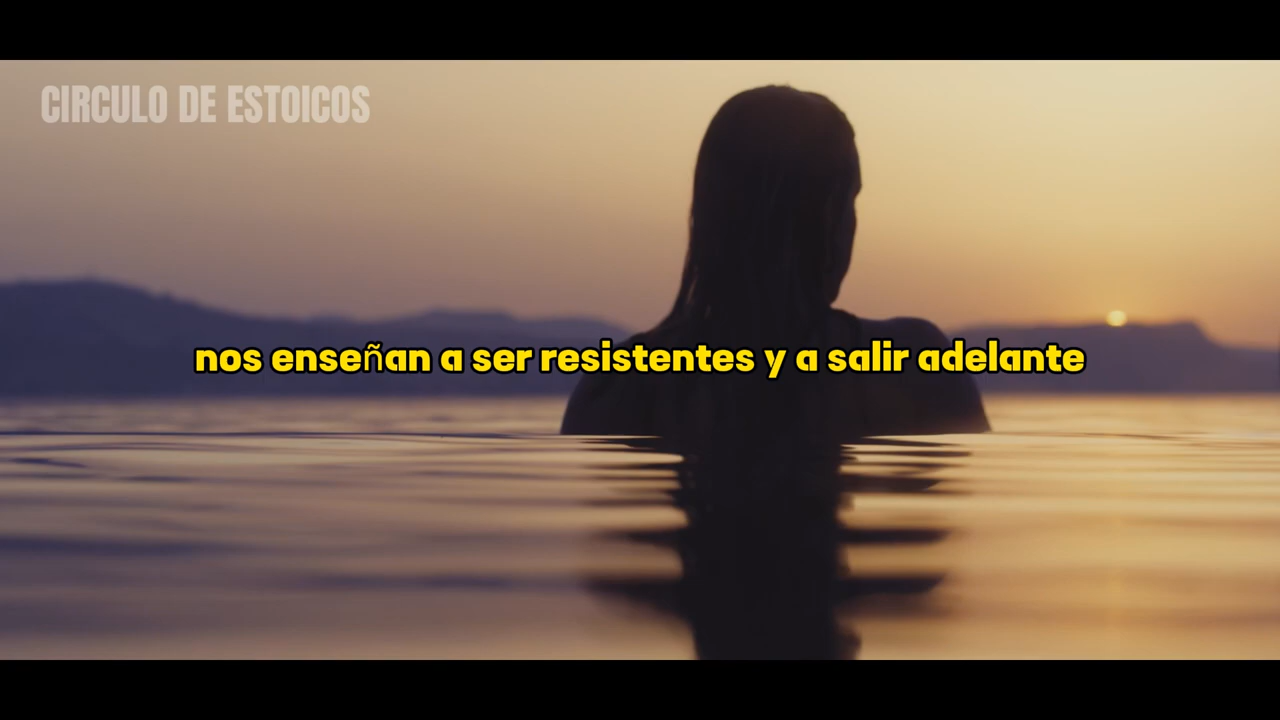 CIRCULO DE ESTOICOS
nos enseñan a ser resistentes y a salir adelante